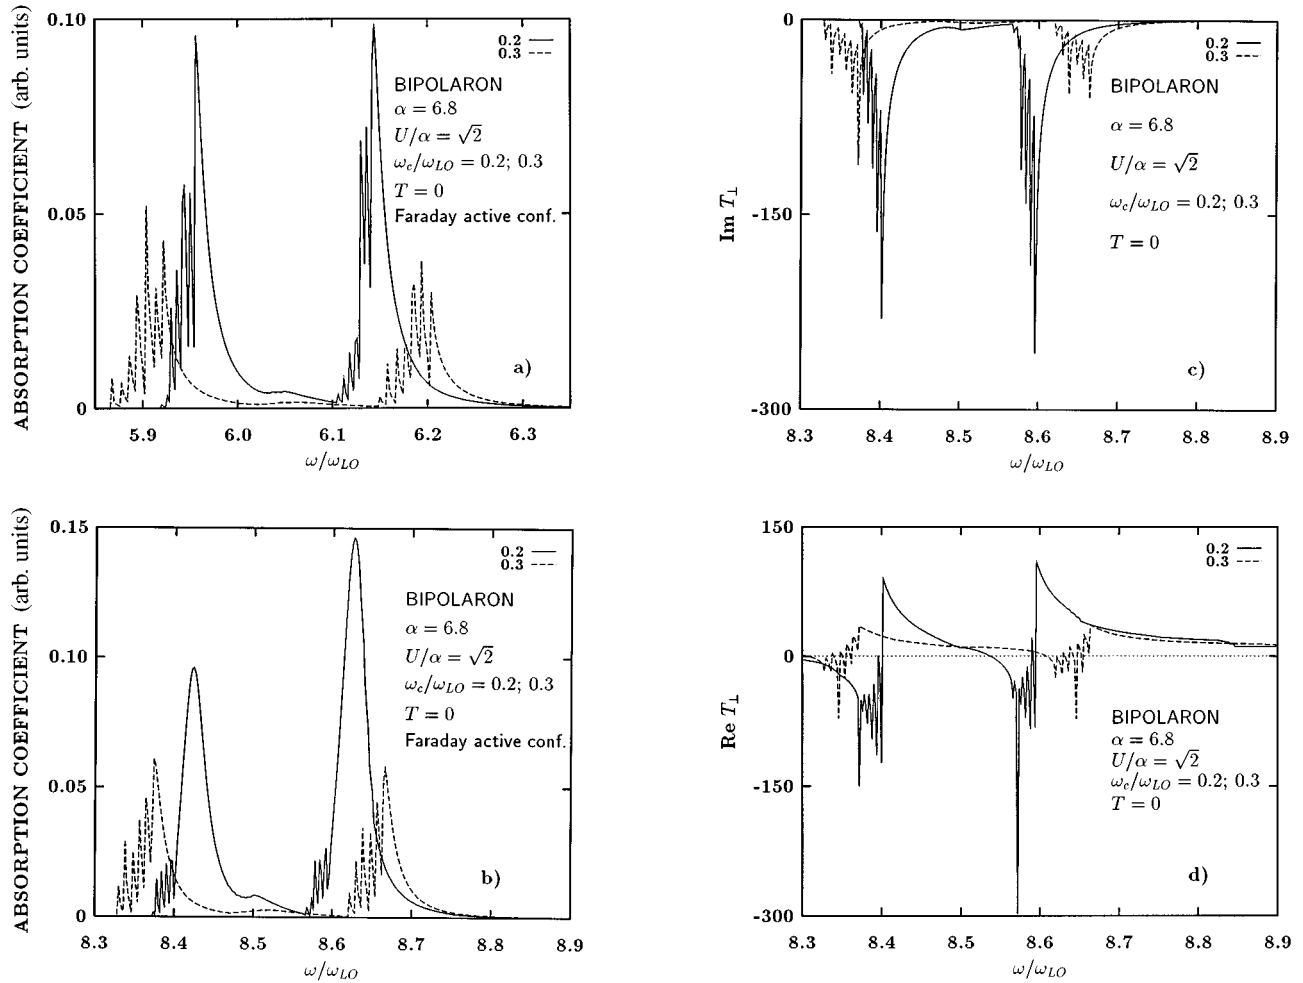 ABSORPTION COEFFICIENT (arb. units)
0.10
0.05
0
0.2
0.3
BIPOLARON
α = 6.8
U/α = √2
ω_c/ω_LO = 0.2; 0.3
T = 0
Faraday active conf.
a)
5.9 6.0 6.1 6.2 6.3
ω/ω_LO
Im T_⊥
0
-150
-300
0.2
0.3
BIPOLARON
α = 6.8
U/α = √2
ω_c/ω_LO = 0.2; 0.3
T = 0
c)
8.3 8.4 8.5 8.6 8.7 8.8 8.9
ω/ω_LO
ABSORPTION COEFFICIENT (arb. units)
0.15
0.10
0.05
0
0.2
0.3
BIPOLARON
α = 6.8
U/α = √2
ω_c/ω_LO = 0.2; 0.3
T = 0
Faraday active conf.
b)
8.3 8.4 8.5 8.6 8.7 8.8 8.9
ω/ω_LO
Re T_⊥
150
0
-150
-300
0.2
0.3
BIPOLARON
α = 6.8
U/α = √2
ω_c/ω_LO = 0.2; 0.3
T = 0
d)
8.3 8.4 8.5 8.6 8.7 8.8 8.9
ω/ω_LO